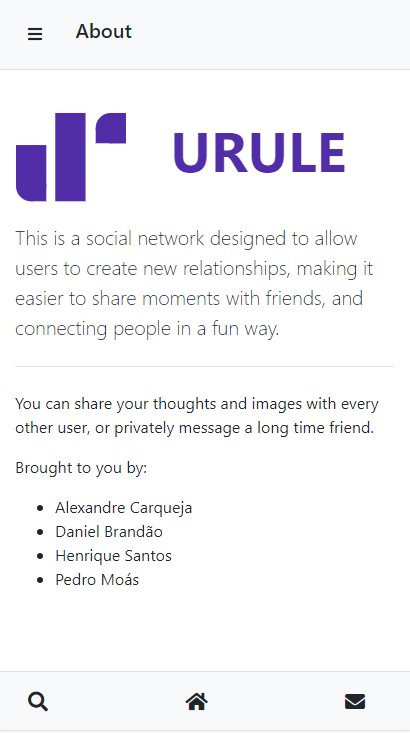 About
URULE
This is a social network designed to allow
users to create new relationships, making it
easier to share moments with friends, and
connecting people in a fun way.
You can share your thoughts and images with every
other user, or privately message a long time friend.
Brought to you by:
Alexandre Carqueja
Daniel Brandão
Henrique Santos
Pedro Moás